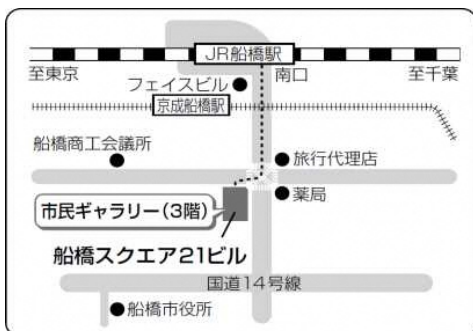 JR船橋駅
至東京
南口
至千葉
フェイスビル
京成船橋駅
船橋商工会議所
旅行代理店
薬局
市民ギャラリー(3階)
船橋スクエア21ビル
国道14号線
船橋市役所